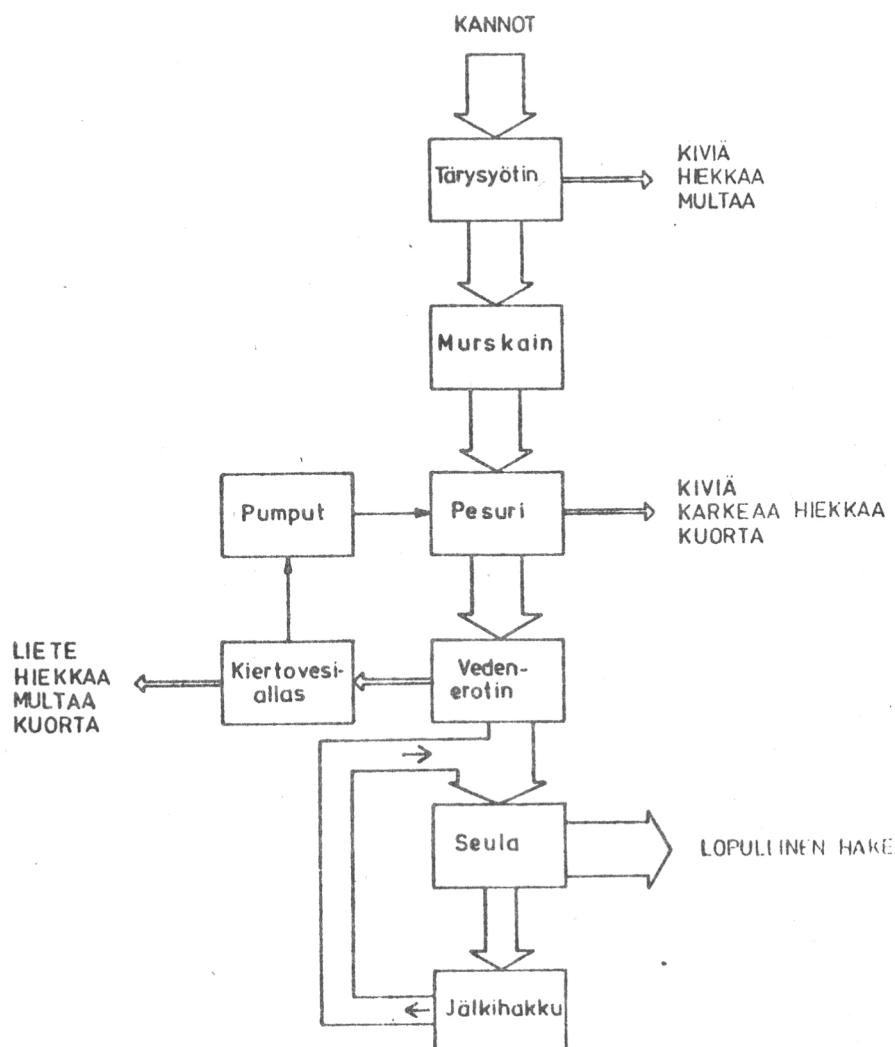 KANNOT
Tärysyötin
KIVIÄ
HIEKKAA
MULTAA
Murskain
Pumput
Pesuri
KIVIÄ
KARKEAA HIEKKAA
KUORTA
LIETE
HIEKKAA
MULTAA
KUORTA
Kiertovesi-
allas
Veden-
erotin
Seula
LOPULLINEN HAKE
Jälkihakku